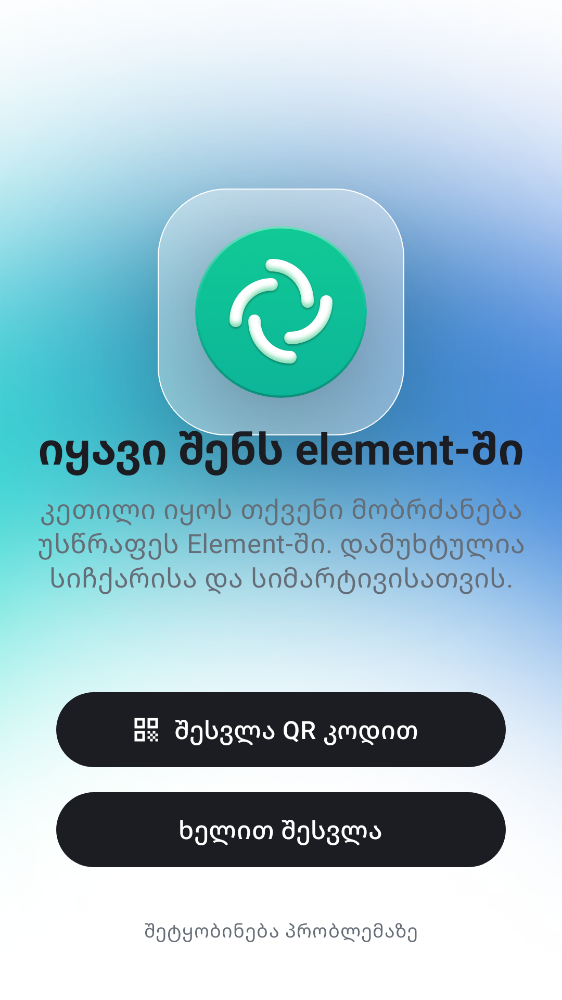 იყავი შენს element-ში
კეთილი იყოს თქვენი მობრძანება
უსწრაფეს Element-ში. დამუხტულია
სიჩქარისა და სიმარტივისათვის.
შესვლა QR კოდით
ხელით შესვლა
შეტყობინება პრობლემაზე